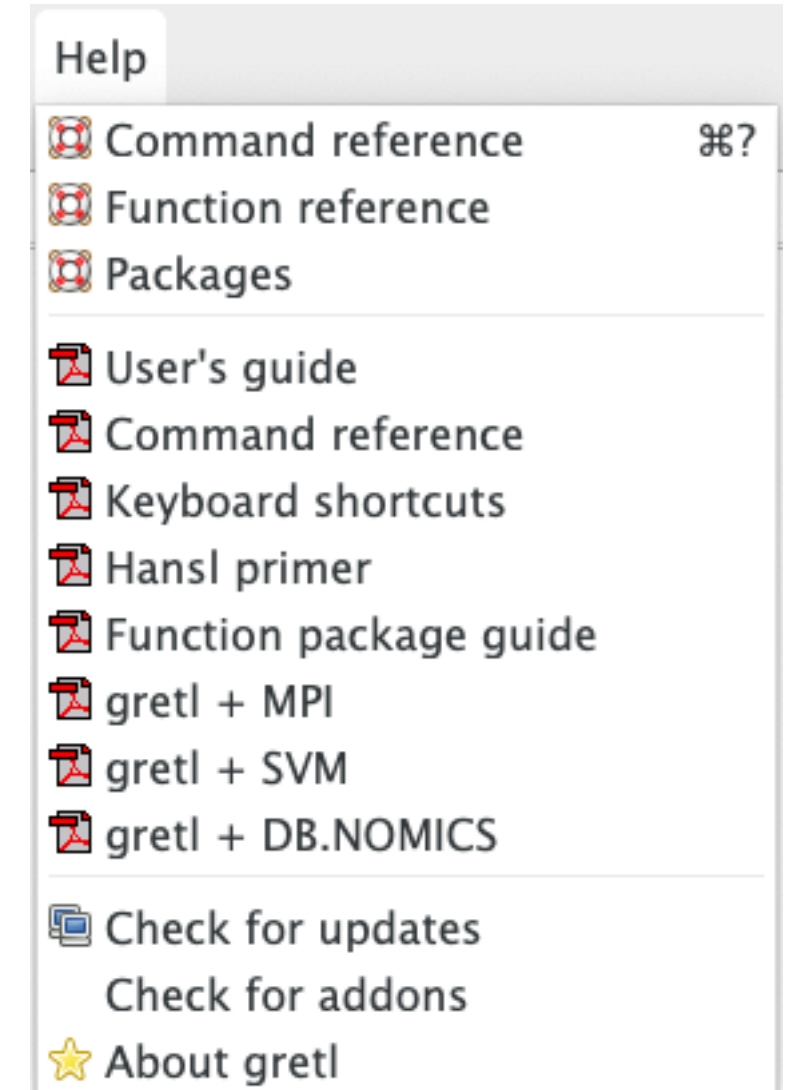 Help
Command reference ⌘?
Function reference
Packages
User's guide
Command reference
Keyboard shortcuts
Hansl primer
Function package guide
gretl + MPI
gretl + SVM
gretl + DB.NOMICS
Check for updates
Check for addons
About gretl